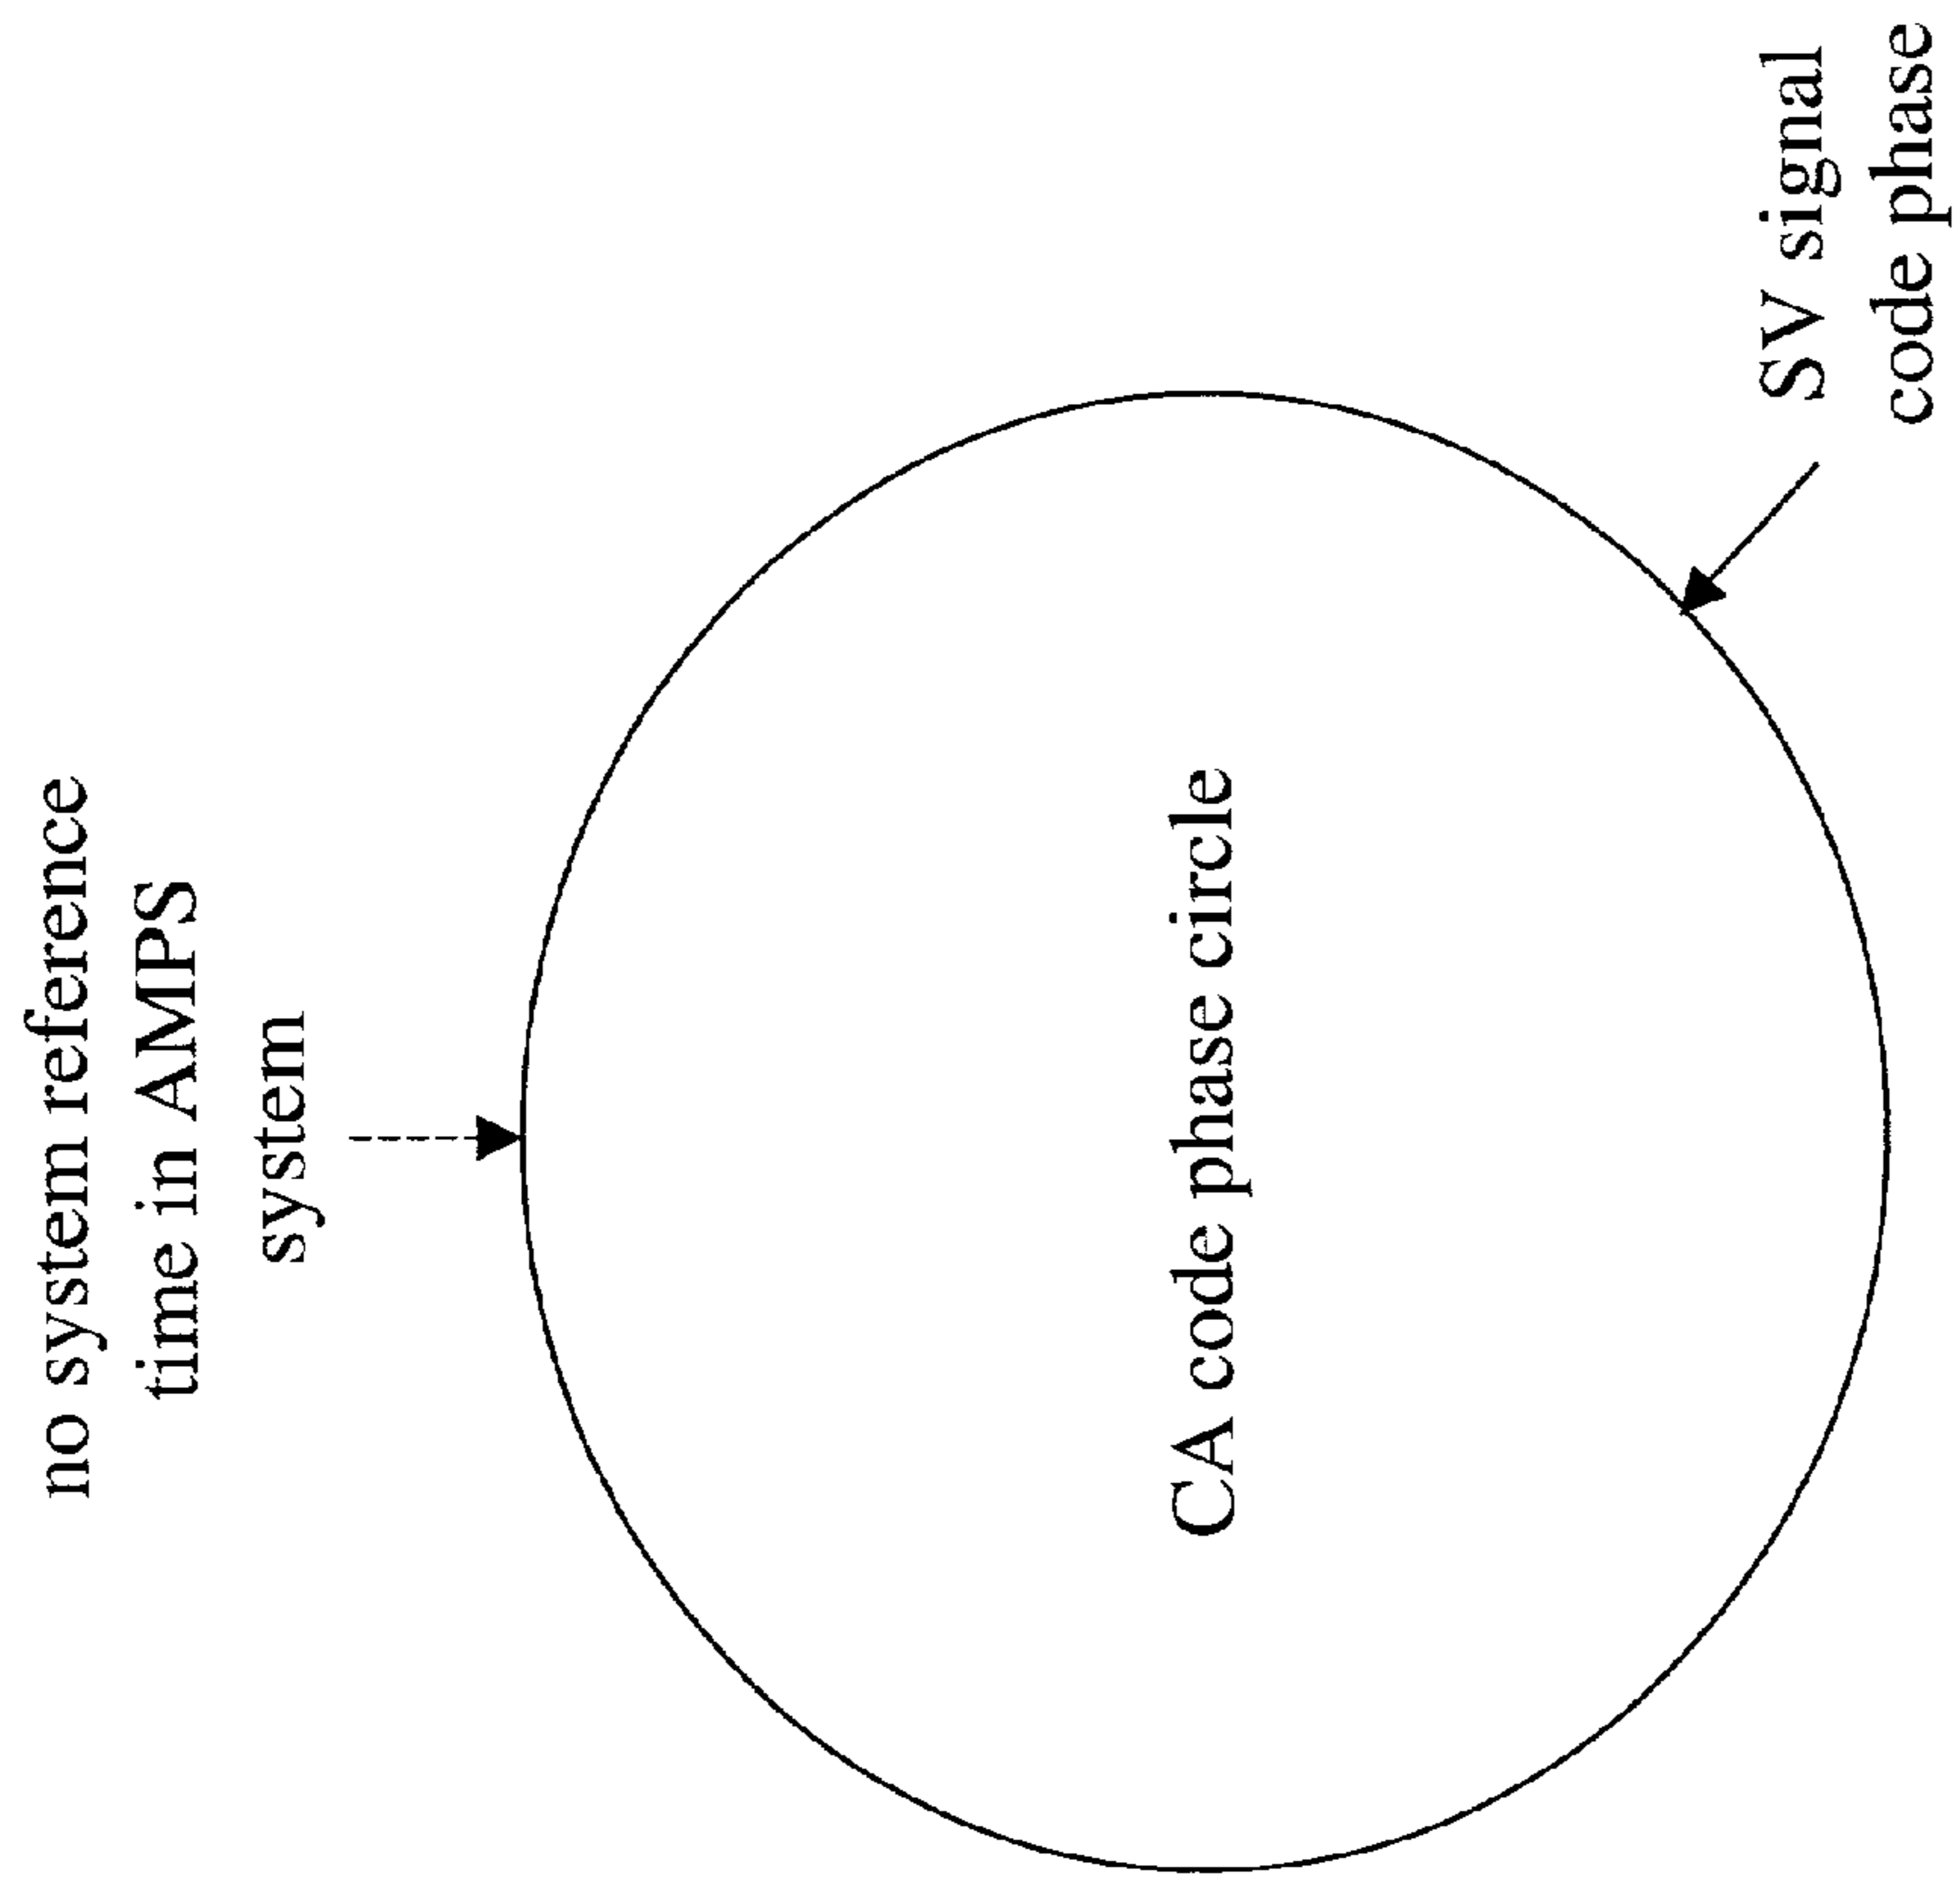 no system reference
time in AMPS
system
CA code phase circle
SV signal
code phase